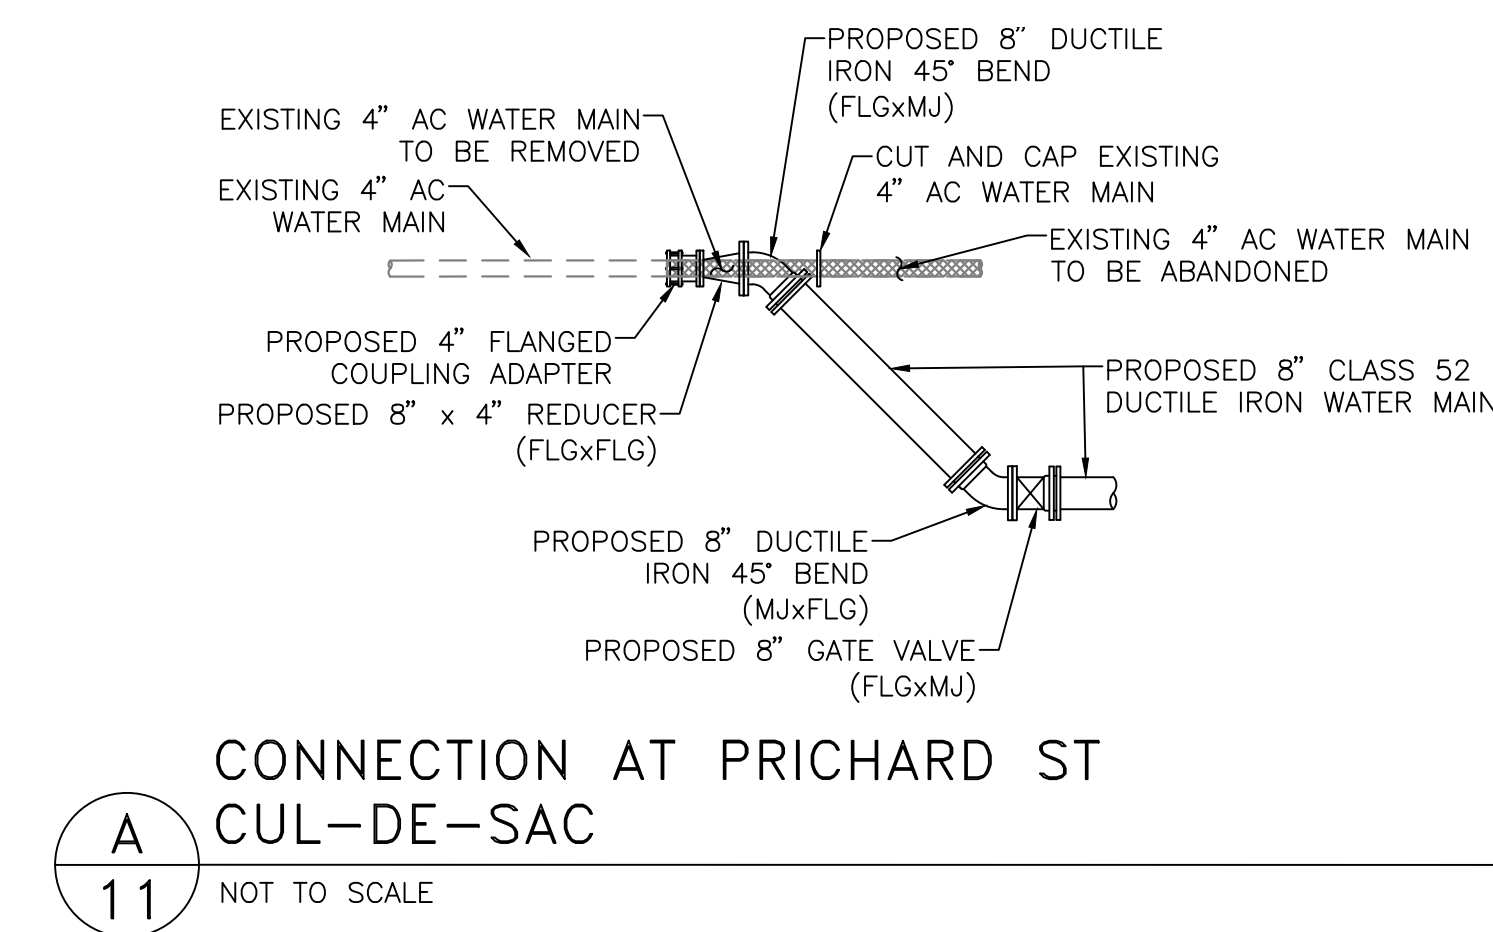 PROPOSED 8” DUCTILE
IRON 45° BEND
(FLGxMJ)
EXISTING 4” AC WATER MAIN
TO BE REMOVED
CUT AND CAP EXISTING
4” AC WATER MAIN
EXISTING 4” AC
WATER MAIN
EXISTING 4” AC WATER MAIN
TO BE ABANDONED
PROPOSED 4” FLANGED
COUPLING ADAPTER
PROPOSED 8” x 4” REDUCER
(FLGxFLG)
PROPOSED 8” CLASS 52
DUCTILE IRON WATER MAIN
PROPOSED 8” DUCTILE
IRON 45° BEND
(MJxFLG)
PROPOSED 8” GATE VALVE
(FLGxMJ)
CONNECTION AT PRICHARD ST
CUL-DE-SAC
A
11
NOT TO SCALE